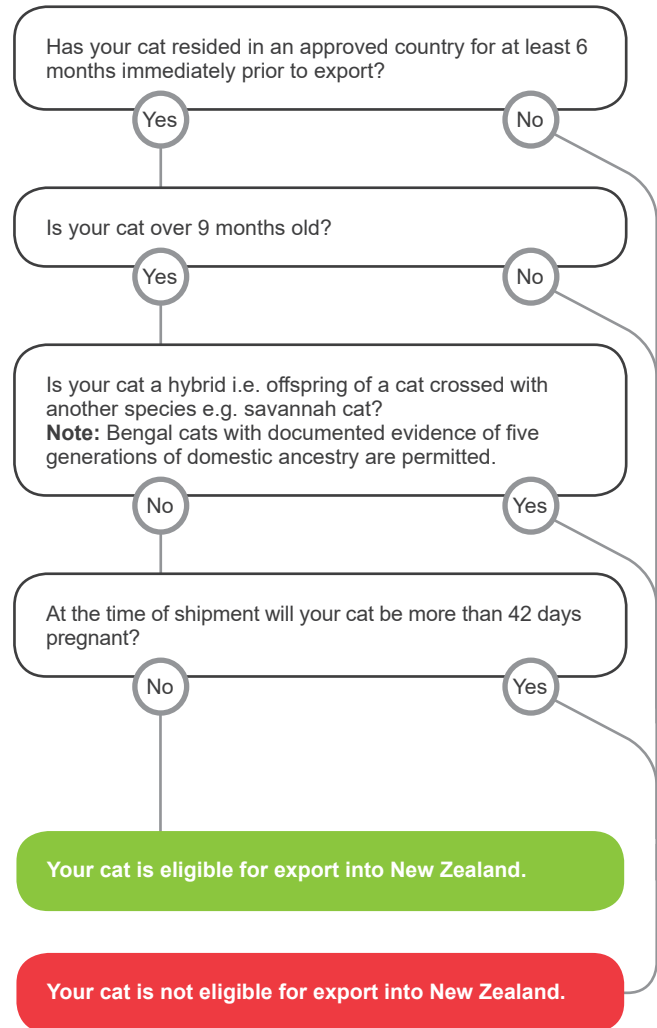 Has your cat resided in an approved country for at least 6
months immediately prior to export?
Yes
No
Is your cat over 9 months old?
Yes
No
Is your cat a hybrid i.e. offspring of a cat crossed with
another species e.g. savannah cat?
Note: Bengal cats with documented evidence of five
generations of domestic ancestry are permitted.
No
Yes
At the time of shipment will your cat be more than 42 days
pregnant?
No
Yes
Your cat is eligible for export into New Zealand.
Your cat is not eligible for export into New Zealand.